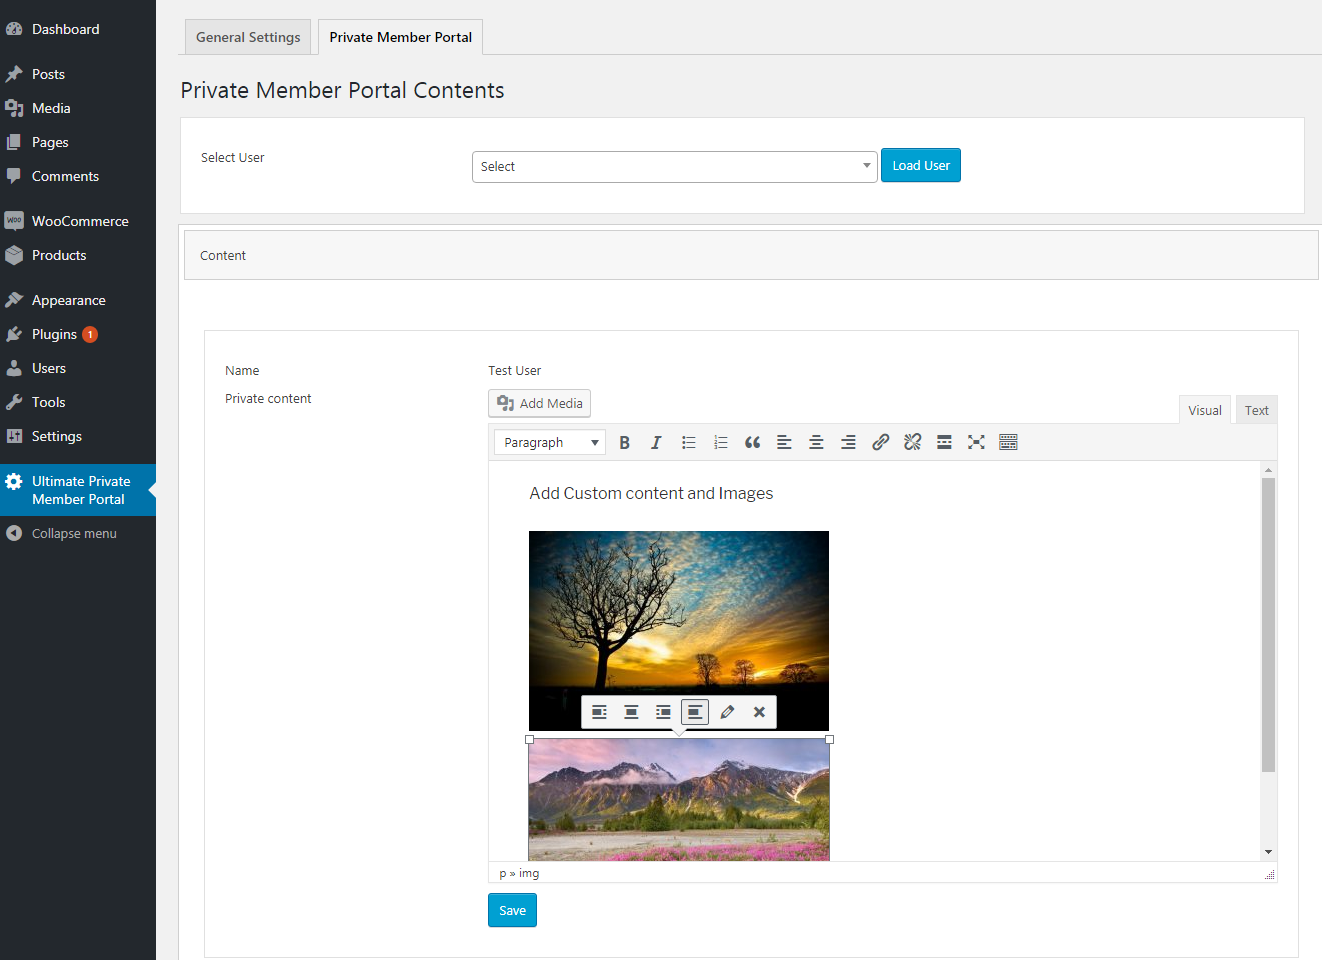 Dashboard
Posts
Media
Pages
Comments
WOO WooCommerce
Products
Appearance
Plugins 1
Users
Tools
Settings
Ultimate Private
Member Portal
Collapse menu
General Settings
Private Member Portal
Private Member Portal Contents
Select User
Select
Load User
Content
Name
Test User
Private content
Add Media
Visual
Text
Paragraph
B I
Add Custom content and Images
p » img
Save